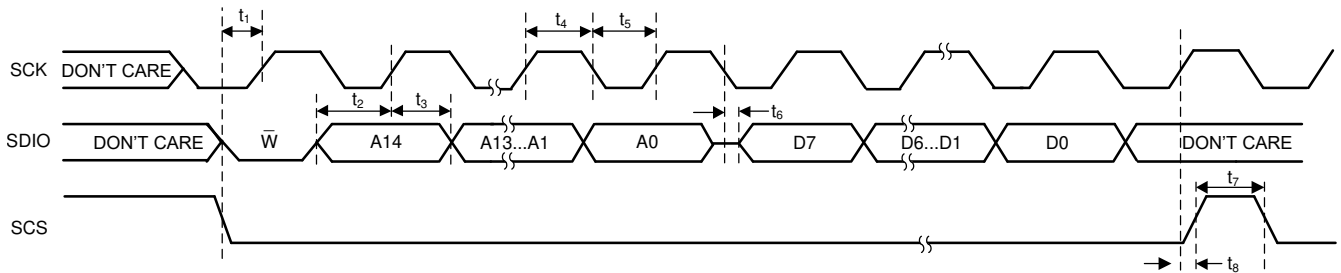 t1 t4 t5
SCK DON'T CARE
t2 t3 t6
SDIO DON'T CARE W̅ A14 A13...A1 A0 D7 D6...D1 D0 DON'T CARE
t7
SCS
t8